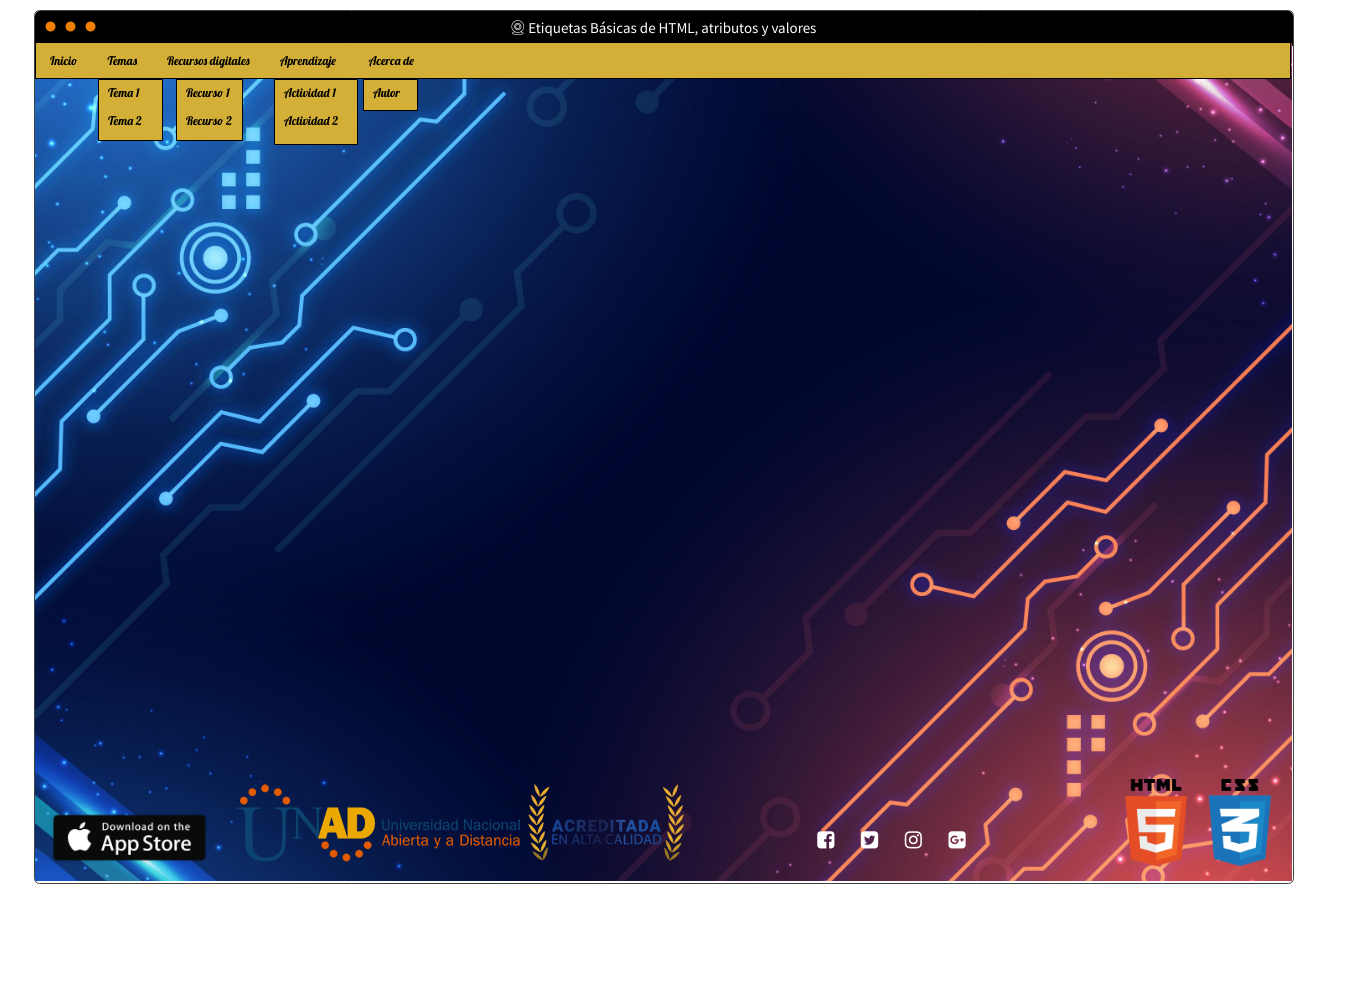 Etiquetas Básicas de HTML, atributos y valores
Inicio Temas Recursos digitales Aprendizaje Acerca de
Tema 1 Recurso 1 Actividad 1 Autor
Tema 2 Recurso 2 Actividad 2
Download on the
App Store
UNAD
Universidad Nacional
Abierta y a Distancia
ACREDITADA
EN ALTA CALIDAD
G+
HTML
5
CSS
3